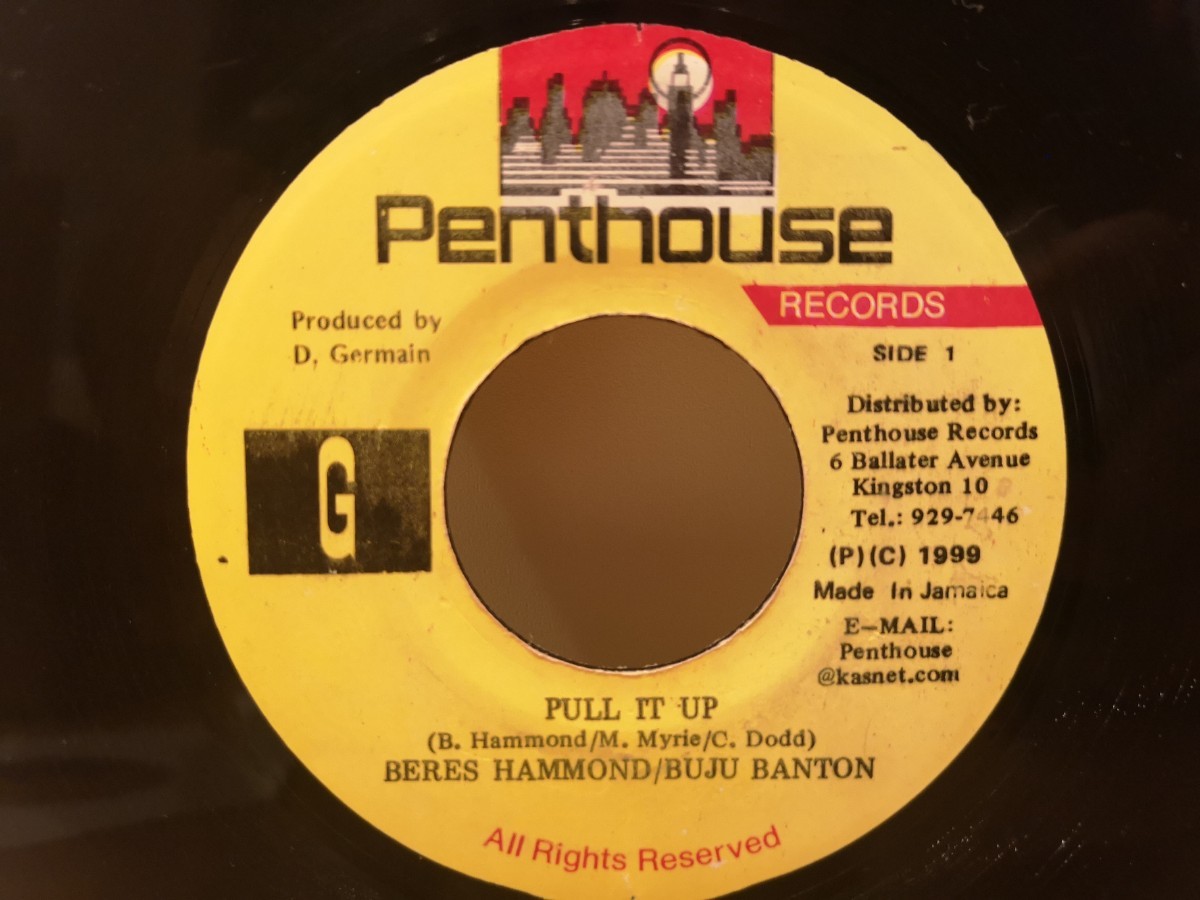 Penthouse
RECORDS
Produced by
D. Germain
G
SIDE 1
Distributed by:
Penthouse Records
6 Ballater Avenue
Kingston 10
Tel.: 929-7446
(P)(C) 1999
Made In Jamaica
E-MAIL:
Penthouse
@kasnet.com
PULL IT UP
(B. Hammond/M. Myrie/C. Dodd)
BERES HAMMOND/BUJU BANTON
All Rights Reserved